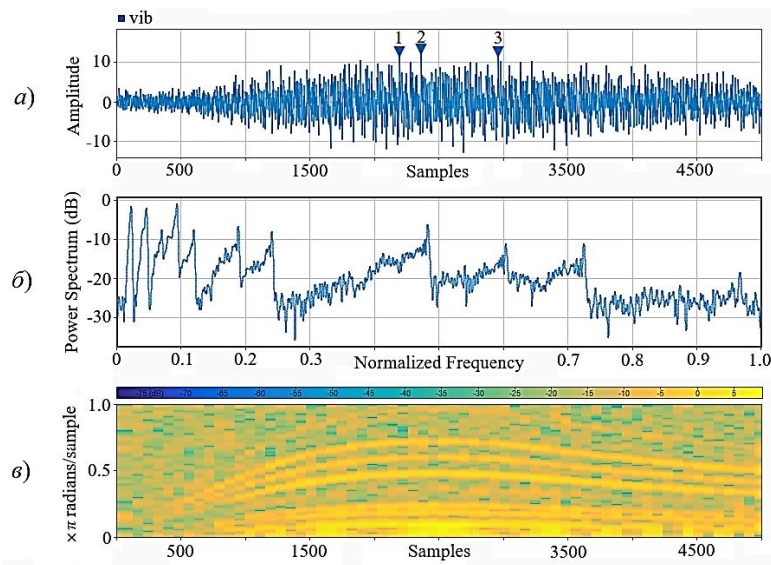 vib
1 2 3
а)
Amplitude
10
0
-10
500 1500 3500 4500
Samples
б)
Power Spectrum (dB)
0
-10
-20
-30
0 0.1 0.2 0.3 0.7 0.8 0.9 1.0
Normalized Frequency
в)
-75 (dB) -70 -65 -60 -55 -50 -45 -40 -35 -30 -25 -20 -15 -10 -5 0 5
×π radians/sample
1.0
0.5
0
500 1500 3500 4500
Samples